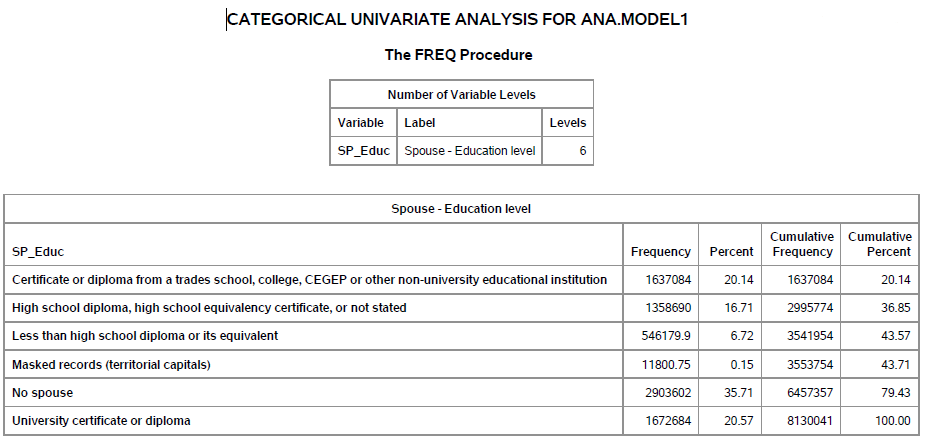 CATEGORICAL UNIVARIATE ANALYSIS FOR ANA.MODEL1
The FREQ Procedure
Number of Variable Levels
Variable Label Levels
SP_Educ Spouse - Education level 6
Spouse - Education level
SP_Educ Frequency Percent Cumulative Frequency Cumulative Percent
Certificate or diploma from a trades school, college, CEGEP or other non-university educational institution 1637084 20.14 1637084 20.14
High school diploma, high school equivalency certificate, or not stated 1358690 16.71 2995774 36.85
Less than high school diploma or its equivalent 546179.9 6.72 3541954 43.57
Masked records (territorial capitals) 11800.75 0.15 3553754 43.71
No spouse 2903602 35.71 6457357 79.43
University certificate or diploma 1672684 20.57 8130041 100.00